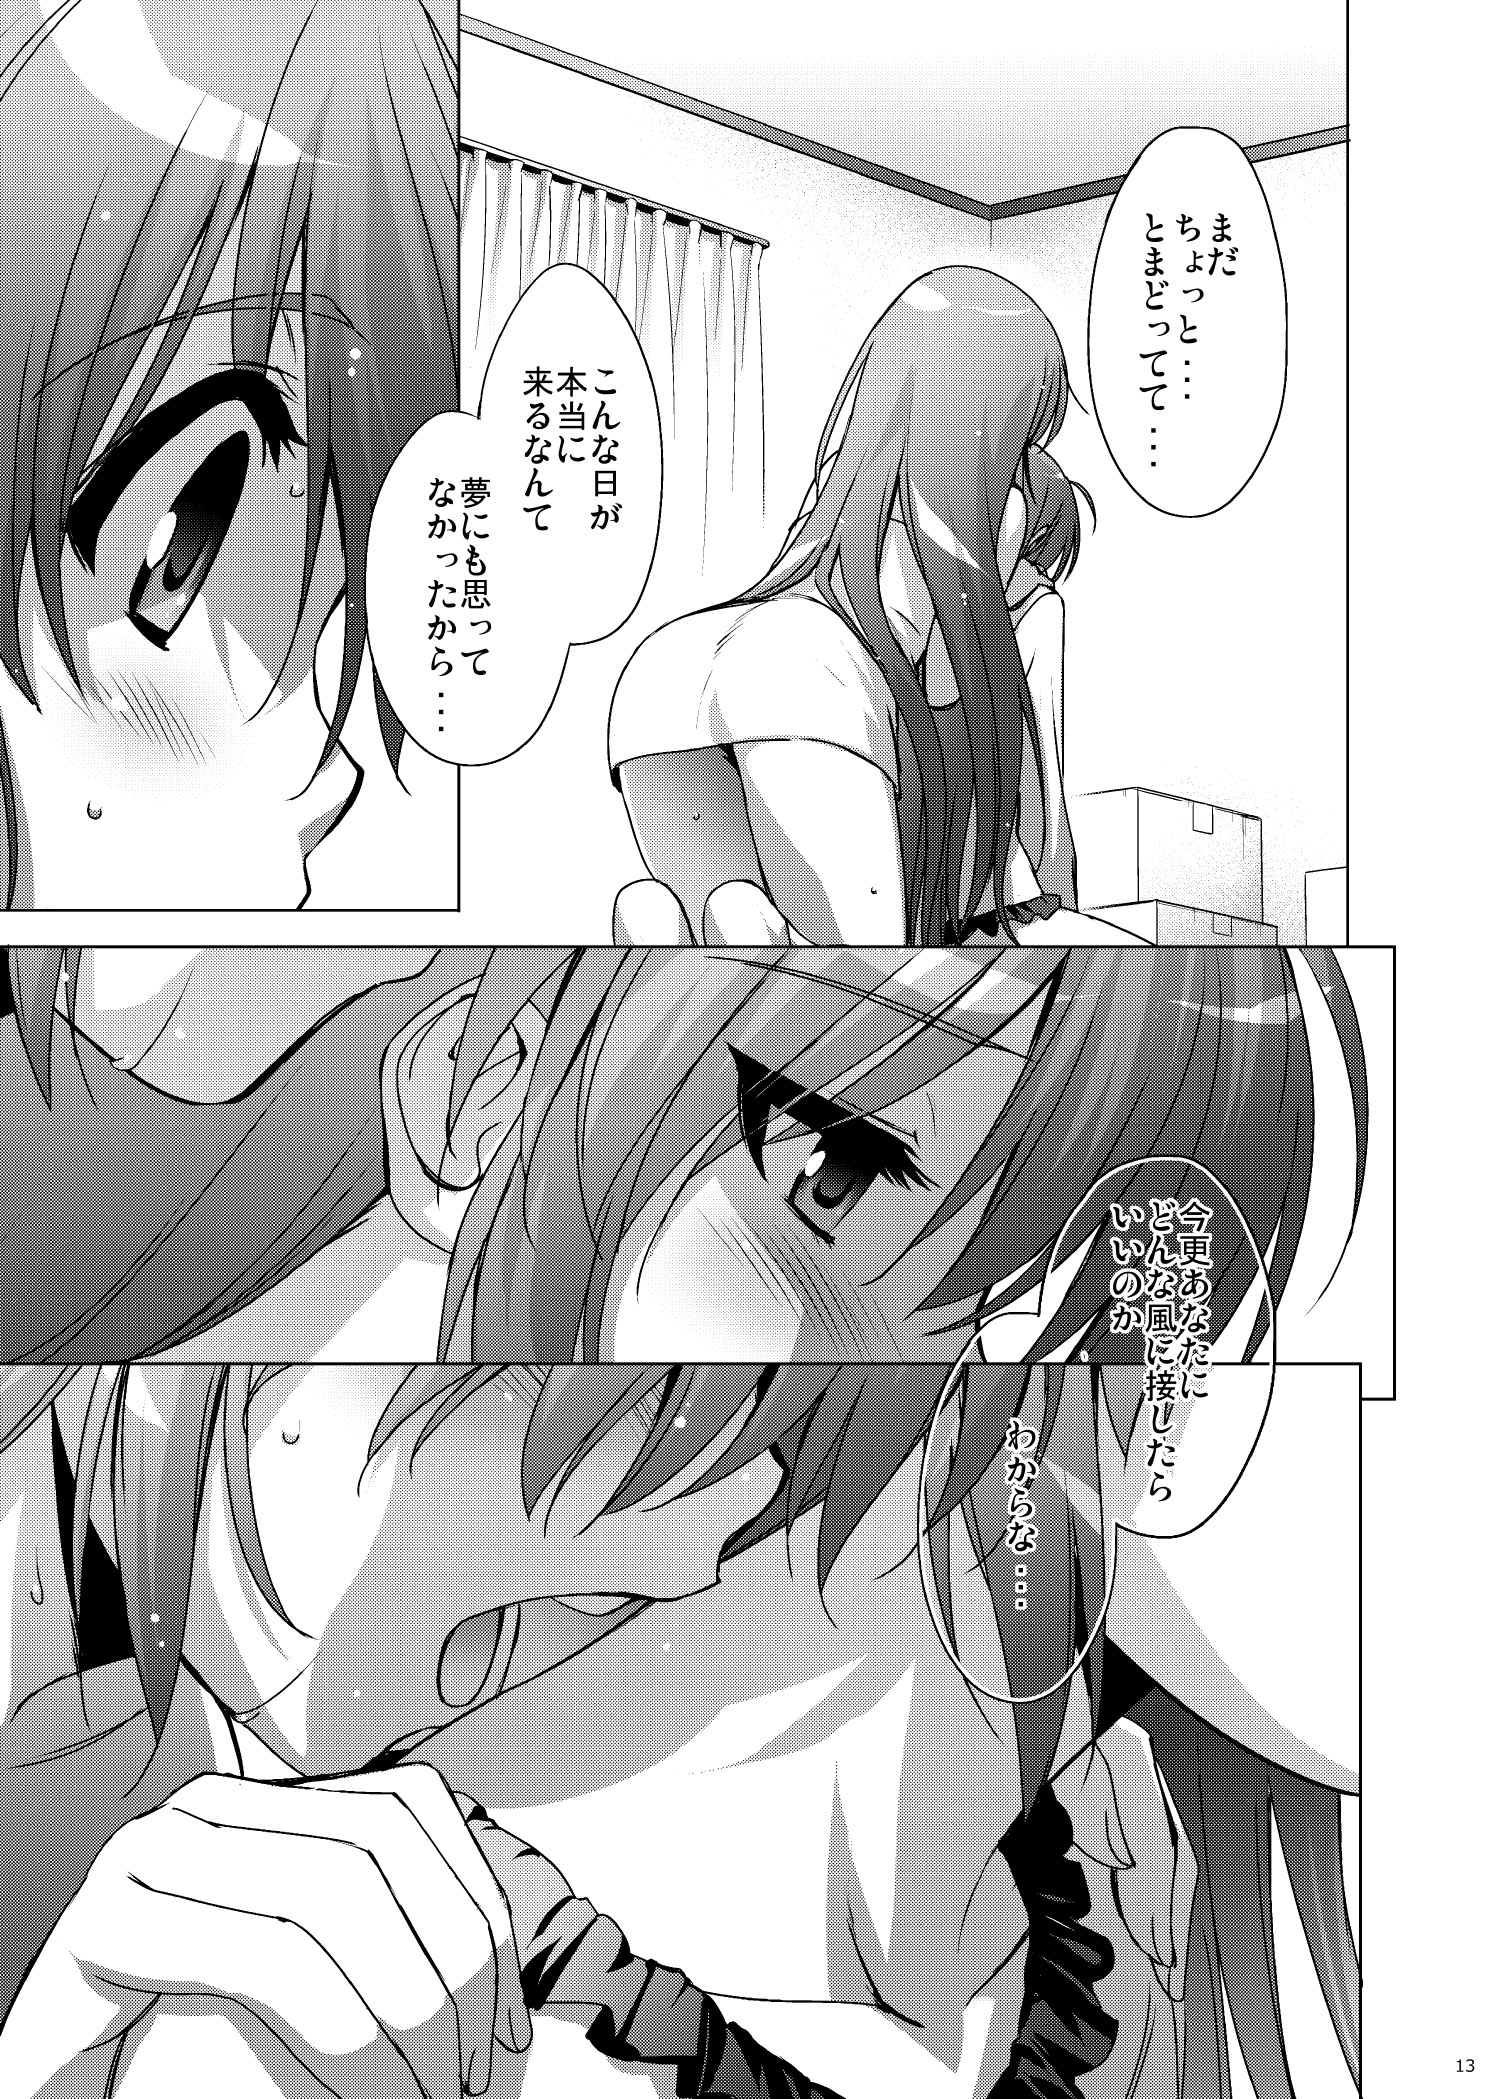 まだ
ちょっと・・・
とまどってて・・・
こんな日が
本当に
来るなんて
夢にも思って
なかったから・・・
今更あなたに
どんな風に接したら
いいのか
わからな・・・
13